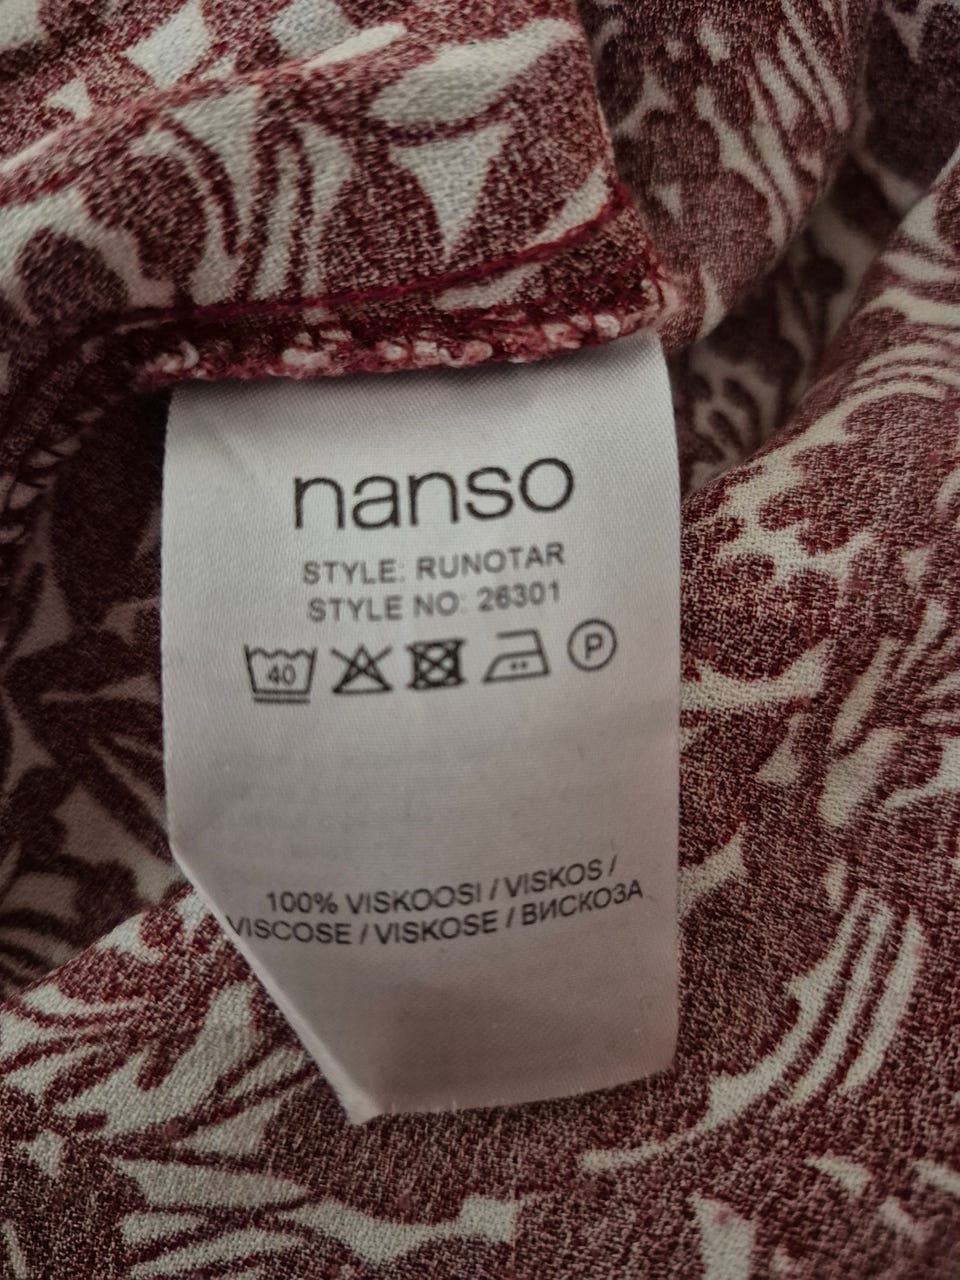 nanso
STYLE: RUNOTAR
STYLE NO: 26301
40 P
100% VISKOOSI / VISKOS /
VISCOSE / VISKOSE / ВИСКОЗА